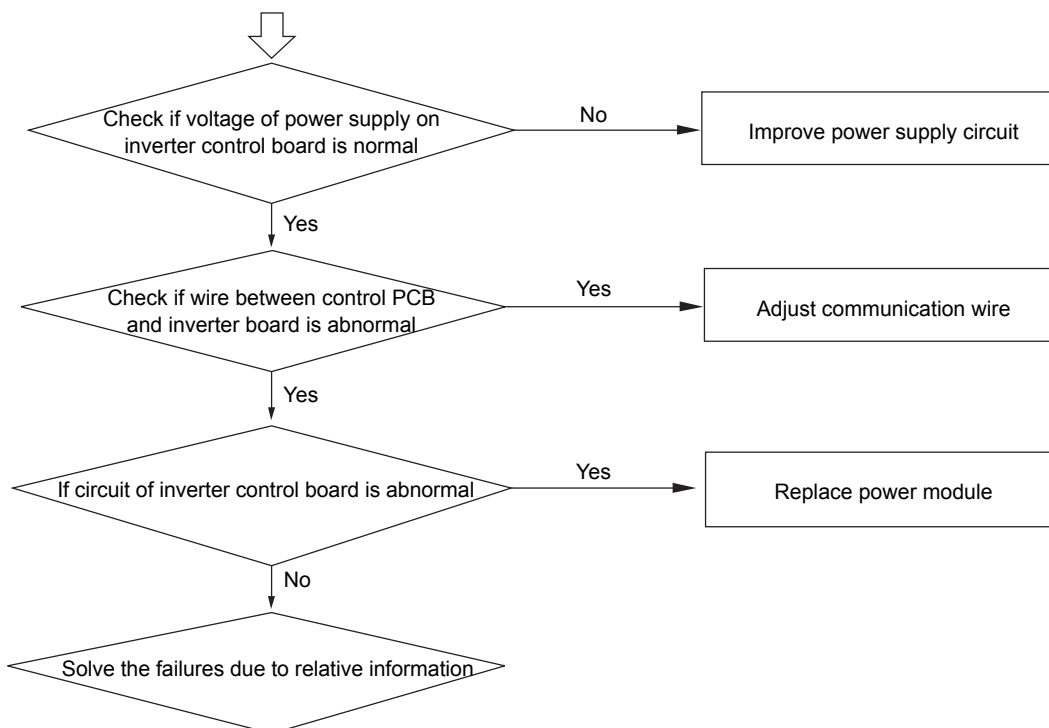 Check if voltage of power supply on
inverter control board is normal
No
Improve power supply circuit
Yes
Check if wire between control PCB
and inverter board is abnormal
Yes
Adjust communication wire
Yes
If circuit of inverter control board is abnormal
Yes
Replace power module
No
Solve the failures due to relative information